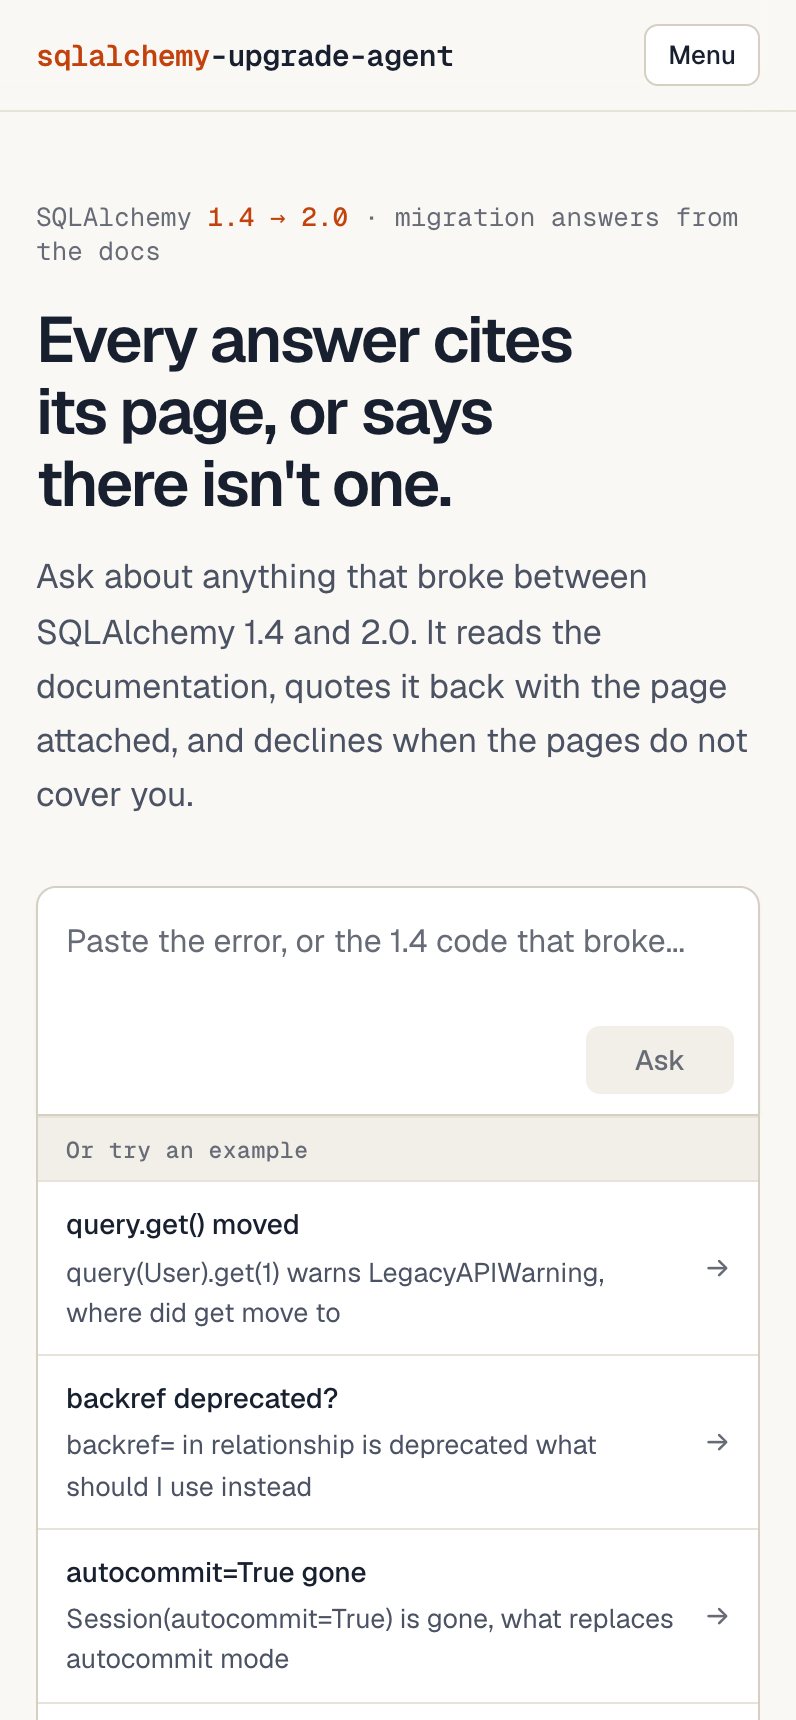 sqlalchemy-upgrade-agent
Menu
SQLAlchemy 1.4 → 2.0 · migration answers from
the docs
Every answer cites
its page, or says
there isn't one.
Ask about anything that broke between
SQLAlchemy 1.4 and 2.0. It reads the
documentation, quotes it back with the page
attached, and declines when the pages do not
cover you.
Paste the error, or the 1.4 code that broke...
Ask
Or try an example
query.get() moved
query(User).get(1) warns LegacyAPIWarning,
where did get move to
→
backref deprecated?
backref= in relationship is deprecated what
should I use instead
→
autocommit=True gone
Session(autocommit=True) is gone, what replaces
autocommit mode
→